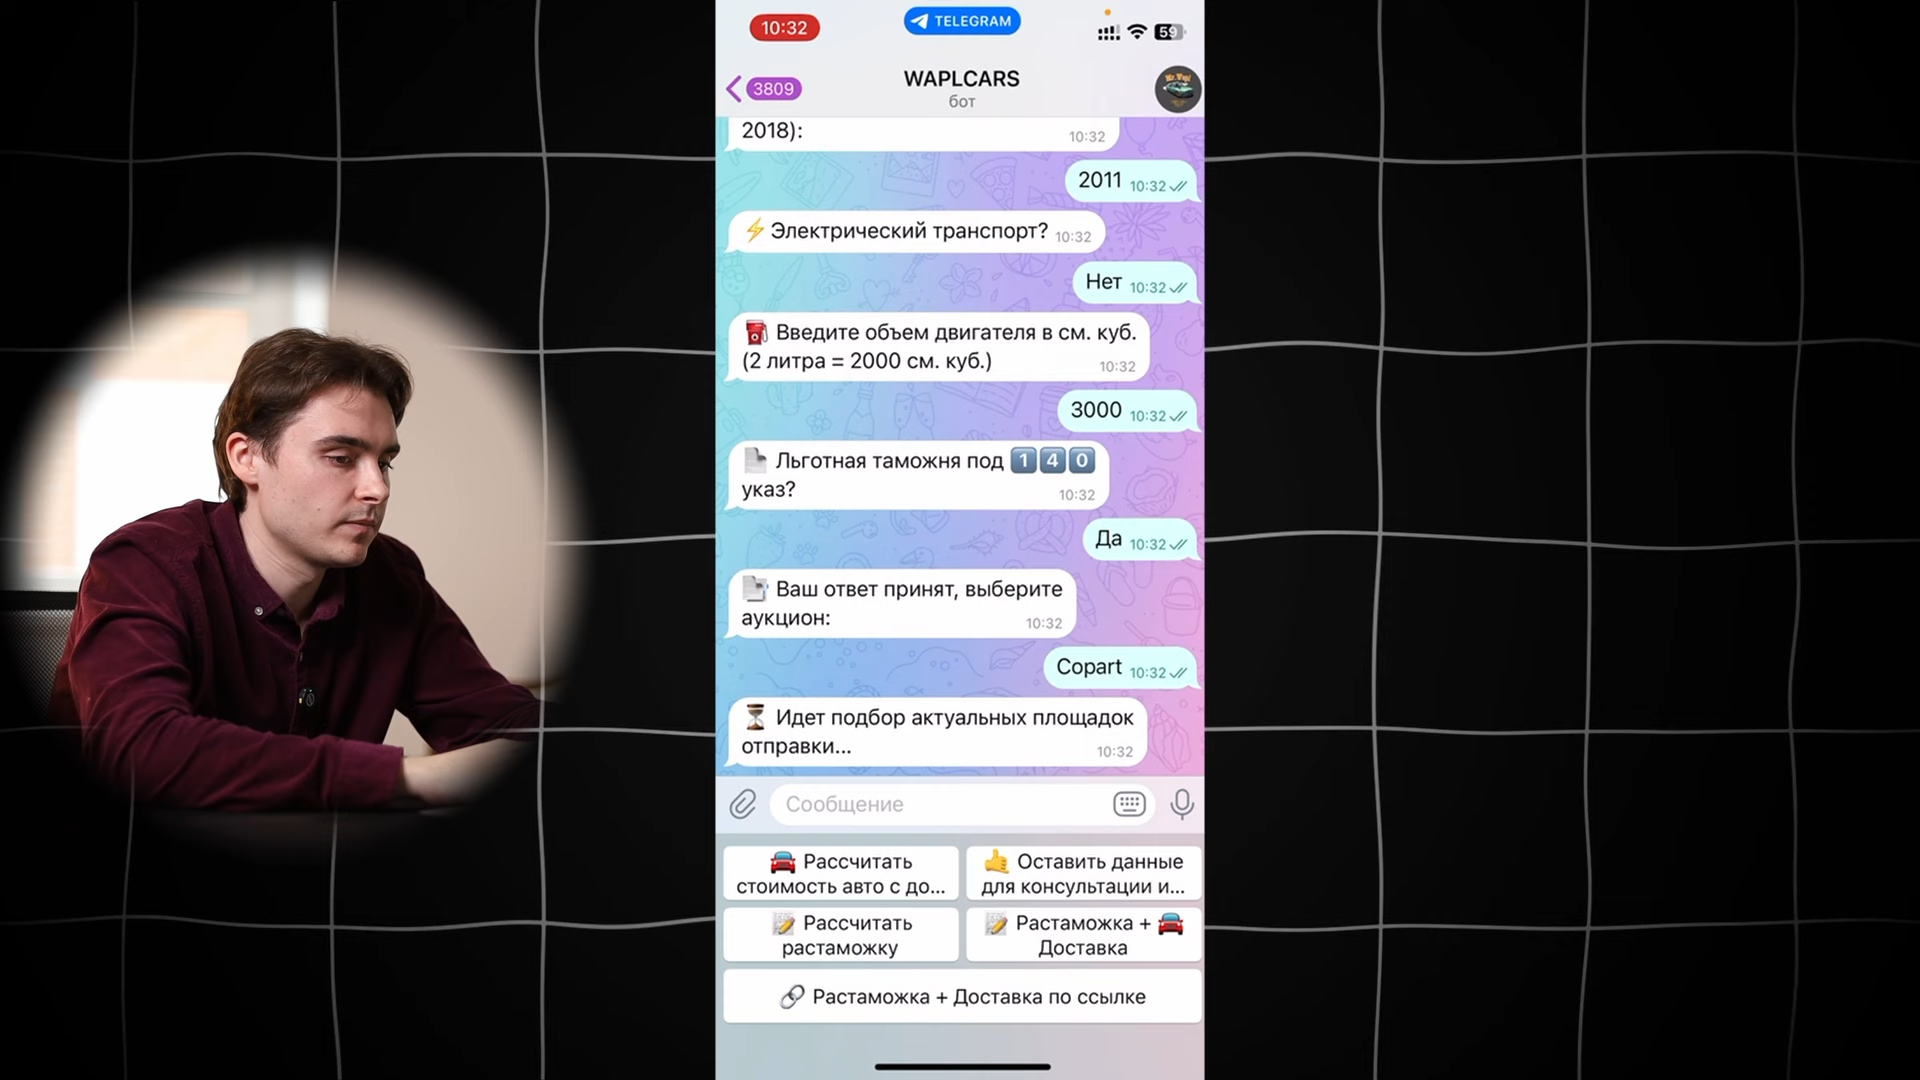 10:32
TELEGRAM
59
3809
WAPLCARS
бот
2018):
10:32
2011 10:32
⚡ Электрический транспорт? 10:32
Нет 10:32
⛽ Введите объем двигателя в см. куб.
(2 литра = 2000 см. куб.) 10:32
3000 10:32
📄 Льготная таможня под 1️⃣4️⃣0️⃣
указ? 10:32
Да 10:32
📑 Ваш ответ принят, выберите
аукцион: 10:32
Copart 10:32
⏳ Идет подбор актуальных площадок
отправки... 10:32
Сообщение
🚘 Рассчитать
стоимость авто с до...
🤙 Оставить данные
для консультации и...
📝 Рассчитать
растаможку
📝 Растаможка + 🚘
Доставка
🔗 Растаможка + Доставка по ссылке